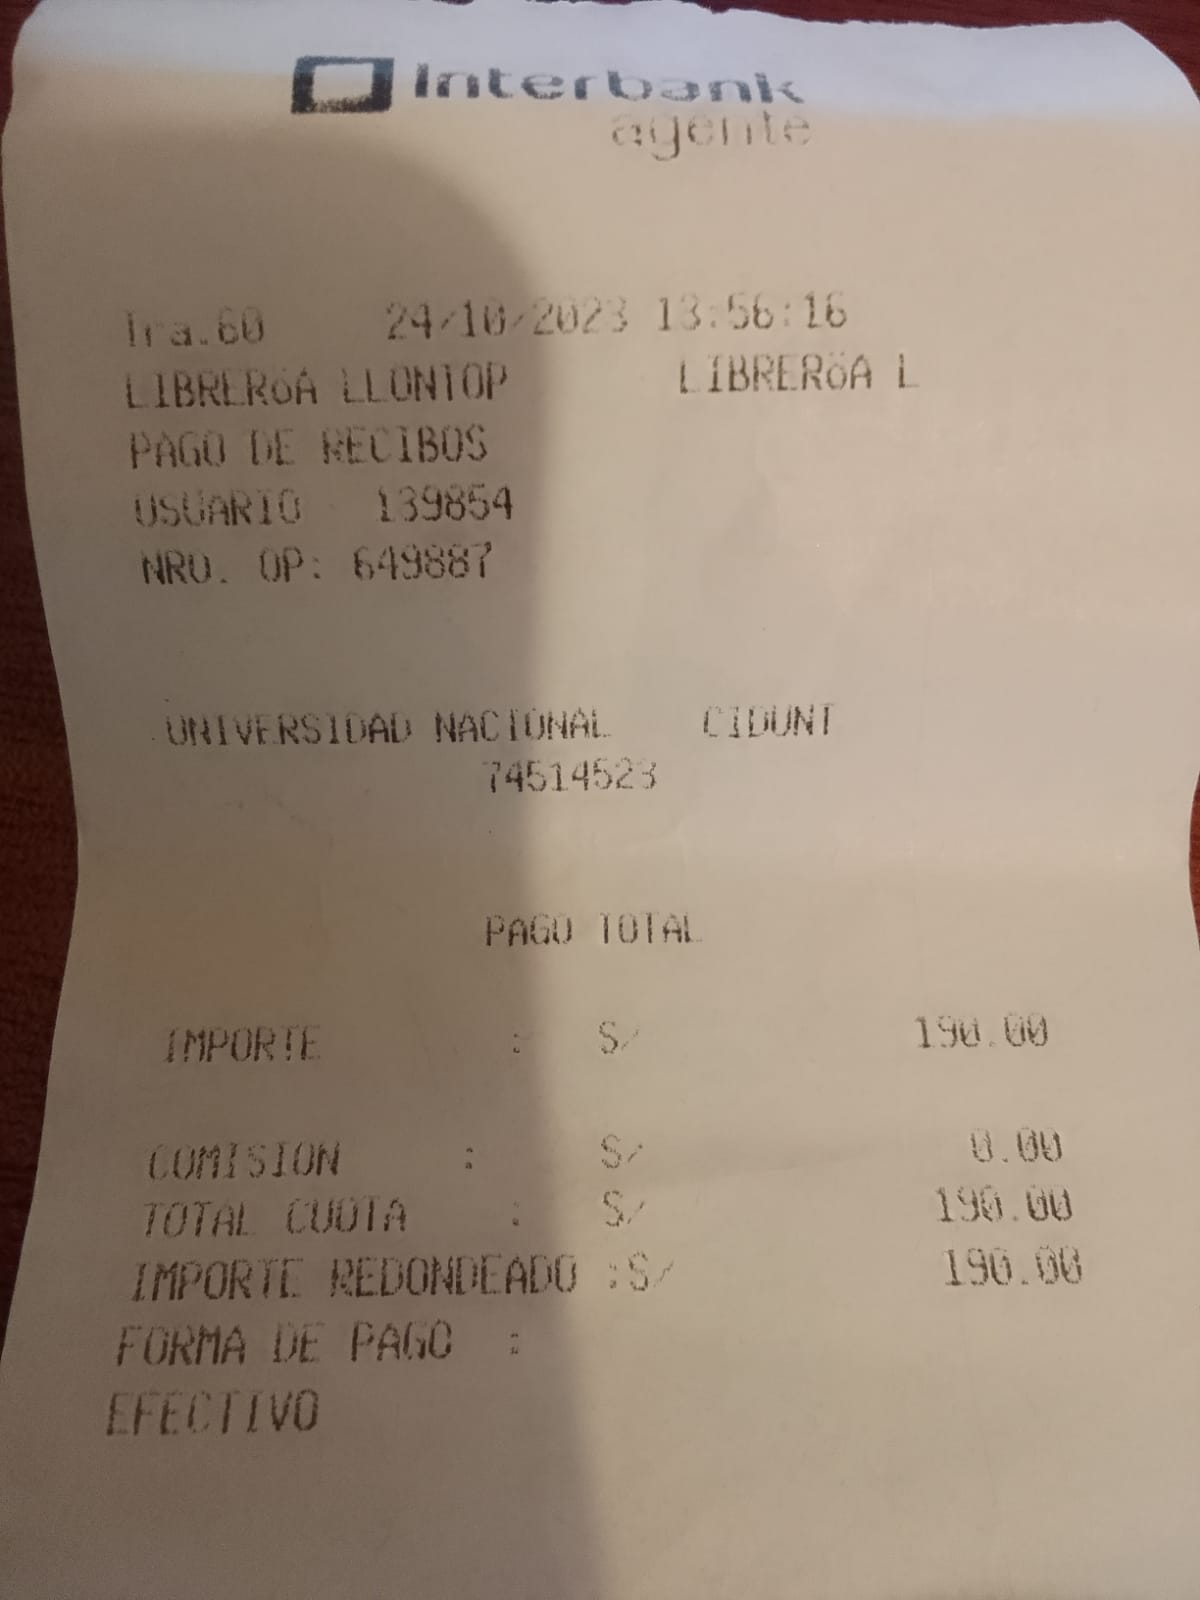 Interbank
agente
Tra.60 24/10/2023 13:56:16
LIBRERöA LLONTOP LIBRERöA L
PAGO DE RECIBOS
USUARIO 139854
NRO. OP: 649887
UNIVERSIDAD NACIONAL CIDUNT
74514523
PAGO TOTAL
IMPORTE : S/ 190.00
COMISION : S/ 0.00
TOTAL CUOTA : S/ 190.00
IMPORTE REDONDEADO :S/ 190.00
FORMA DE PAGO :
EFECTIVO